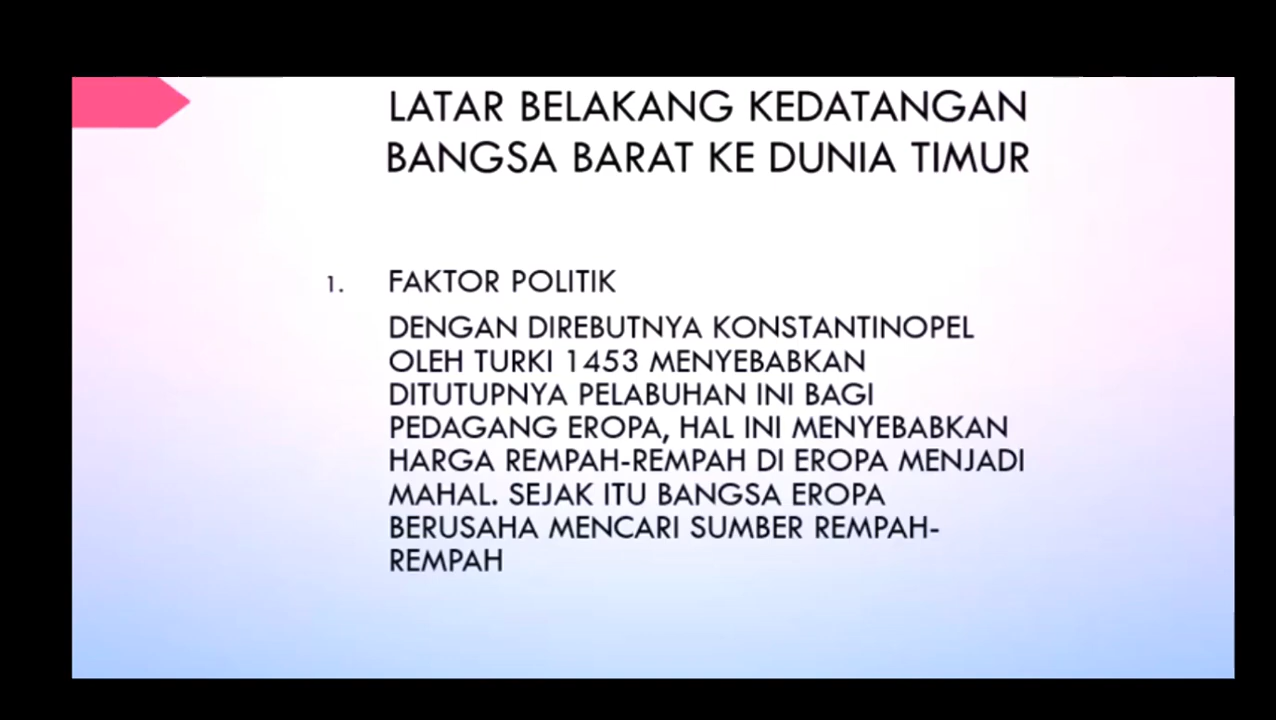 LATAR BELAKANG KEDATANGAN
BANGSA BARAT KE DUNIA TIMUR
1. FAKTOR POLITIK
DENGAN DIREBUTNYA KONSTANTINOPEL
OLEH TURKI 1453 MENYEBABKAN
DITUTUPNYA PELABUHAN INI BAGI
PEDAGANG EROPA, HAL INI MENYEBABKAN
HARGA REMPAH-REMPAH DI EROPA MENJADI
MAHAL. SEJAK ITU BANGSA EROPA
BERUSAHA MENCARI SUMBER REMPAH-
REMPAH